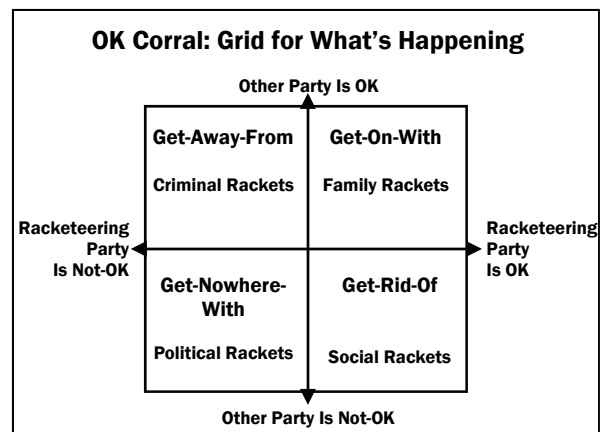 OK Corral: Grid for What's Happening
Other Party Is OK
Get-Away-From
Get-On-With
Criminal Rackets
Family Rackets
Racketeering
Party
Is Not-OK
Racketeering
Party
Is OK
Get-Nowhere-
With
Get-Rid-Of
Political Rackets
Social Rackets
Other Party Is Not-OK